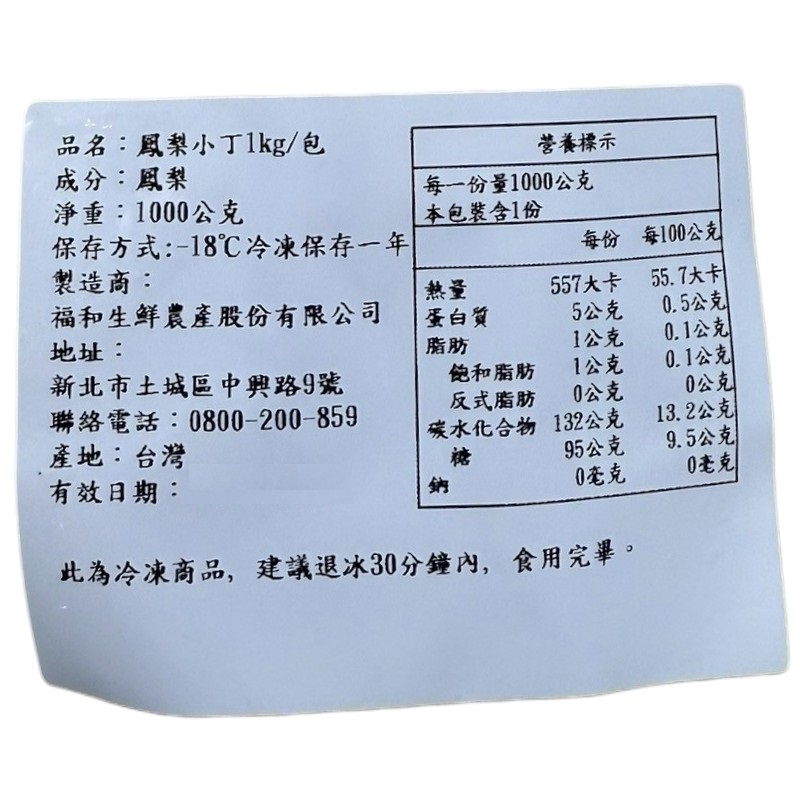 品名：鳳梨小丁1kg/包
成分：鳳梨
淨重：1000公克
保存方式:-18℃冷凍保存一年
製造商：
福和生鮮農產股份有限公司
地址：
新北市土城區中興路9號
聯絡電話：0800-200-859
產地：台灣
有效日期：
營養標示
每一份量1000公克
本包裝含1份
每份 每100公克
熱量 557大卡 55.7大卡
蛋白質 5公克 0.5公克
脂肪 1公克 0.1公克
飽和脂肪 1公克 0.1公克
反式脂肪 0公克 0公克
碳水化合物 132公克 13.2公克
糖 95公克 9.5公克
鈉 0毫克 0毫克
此為冷凍商品, 建議退冰30分鐘內, 食用完畢。